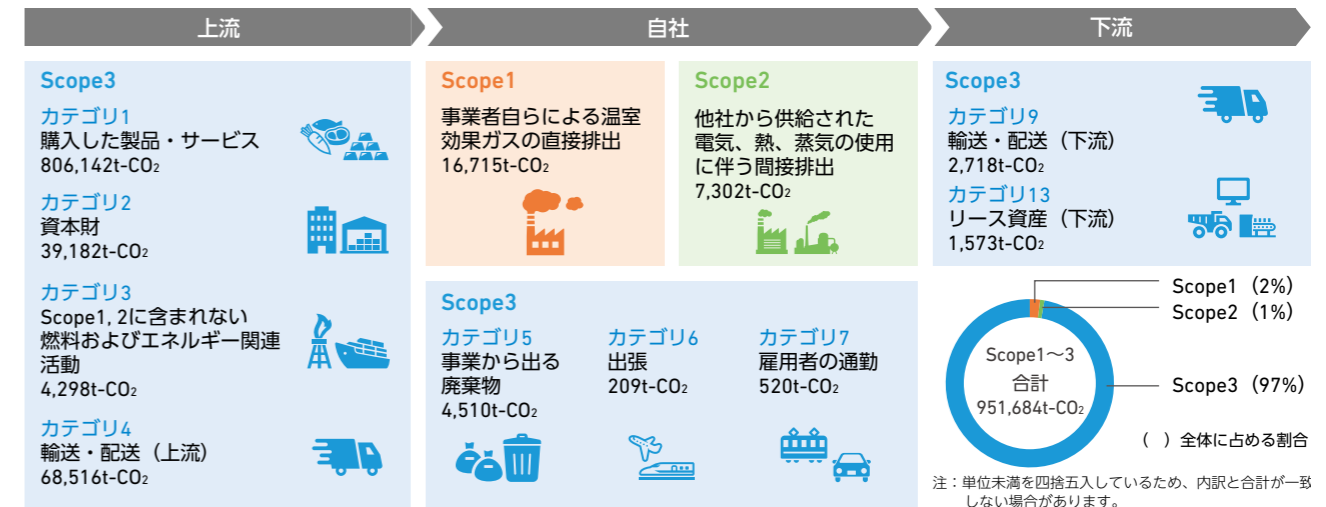 上流
自社
下流
Scope3
カテゴリ1
購入した製品・サービス
806,142t-CO₂
カテゴリ2
資本財
39,182t-CO₂
カテゴリ3
Scope1, 2に含まれない
燃料およびエネルギー関連
活動
4,298t-CO₂
カテゴリ4
輸送・配送（上流）
68,516t-CO₂
Scope1
事業者自らによる温室
効果ガスの直接排出
16,715t-CO₂
Scope2
他社から供給された
電気、熱、蒸気の使用
に伴う間接排出
7,302t-CO₂
Scope3
カテゴリ5
事業から出る
廃棄物
4,510t-CO₂
カテゴリ6
出張
209t-CO₂
カテゴリ7
雇用者の通勤
520t-CO₂
Scope3
カテゴリ9
輸送・配送（下流）
2,718t-CO₂
カテゴリ13
リース資産（下流）
1,573t-CO₂
Scope1（2%）
Scope2（1%）
Scope3（97%）
Scope1～3
合計
951,684t-CO₂
（　）全体に占める割合
注：単位未満を四捨五入しているため、内訳と合計が一致
しない場合があります。